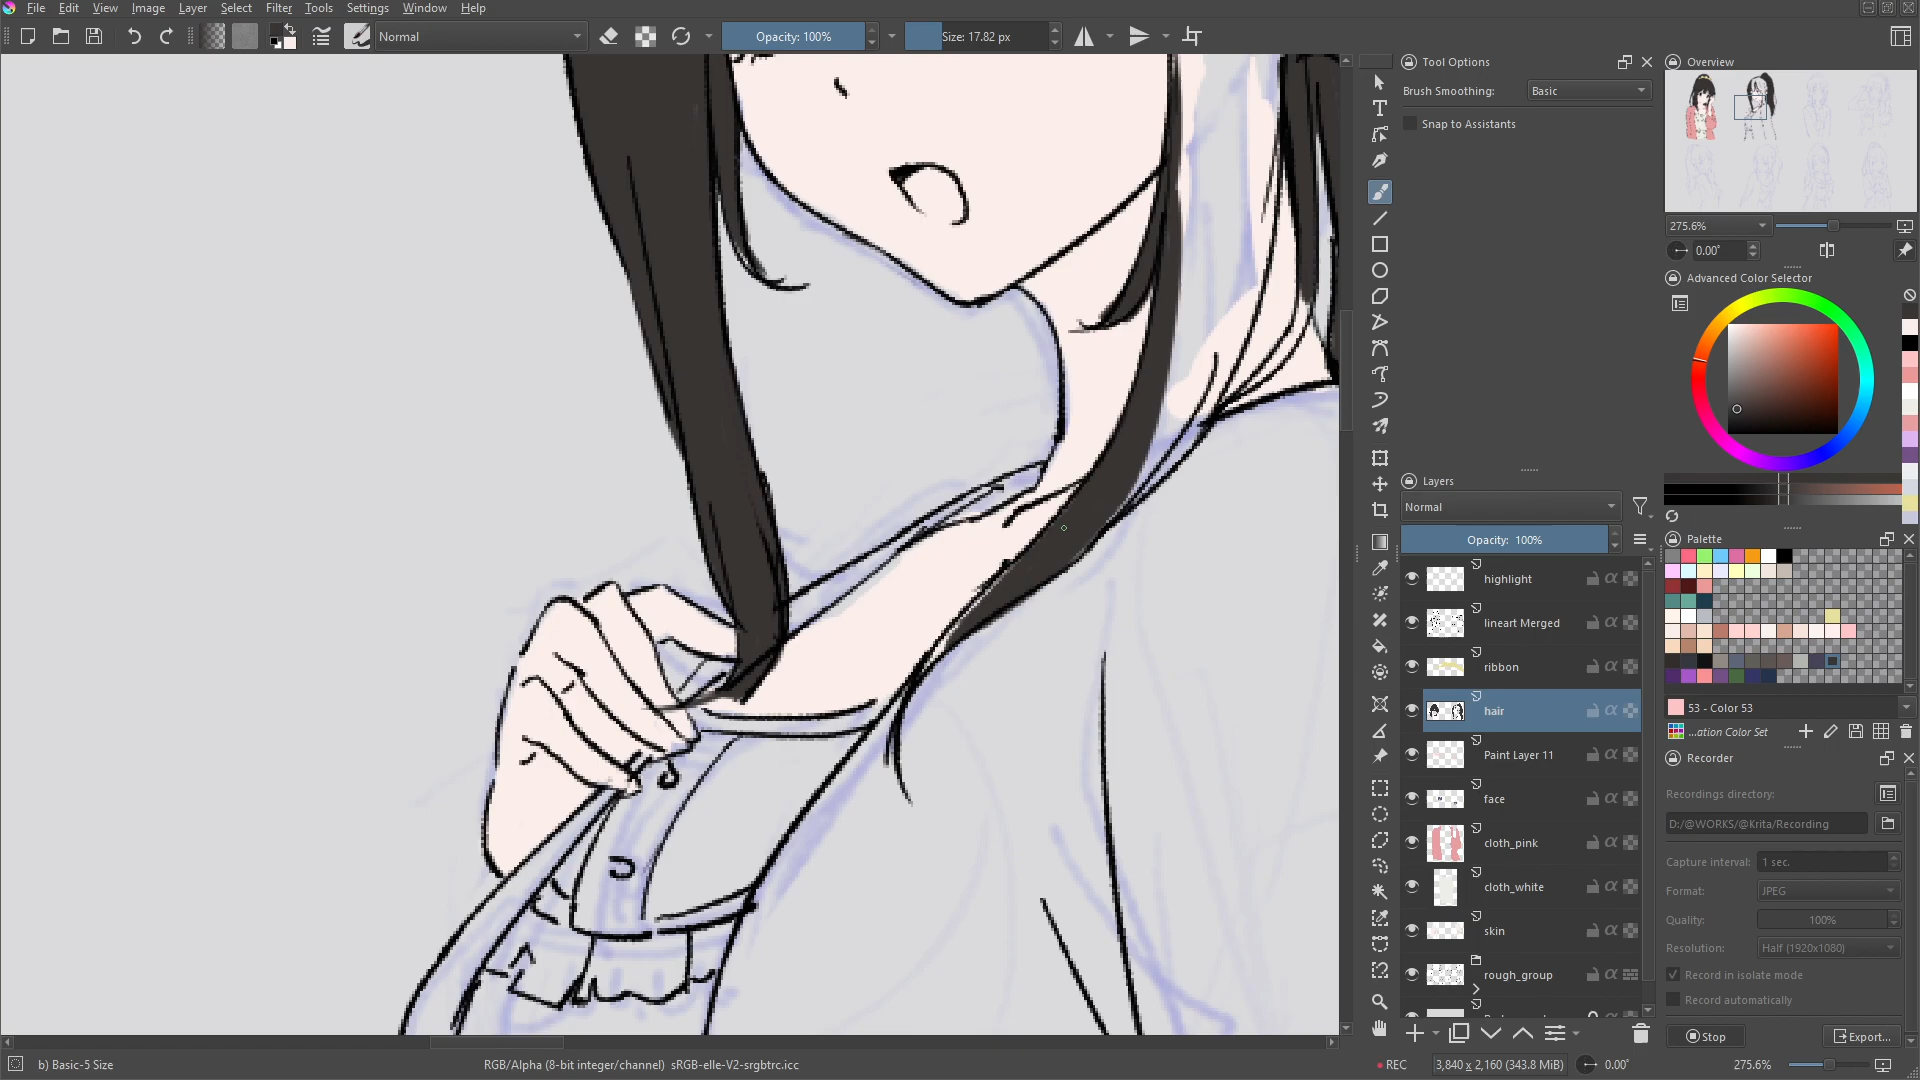 File Edit View Image Layer Select Filter Tools Settings Window Help
Normal
Opacity: 100%
Size: 17.82 px
Tool Options
Brush Smoothing: Basic
Snap to Assistants
Overview
275.6%
0.00°
Advanced Color Selector
Layers
Normal
Opacity: 100%
highlight
lineart Merged
ribbon
hair
Paint Layer 11
face
cloth_pink
cloth_white
skin
rough_group
Palette
53 - Color 53
...ation Color Set
Recorder
Recordings directory:
D:/@WORKS/@Krita/Recording
Capture interval: 1 sec.
Format: JPEG
Quality: 100%
Resolution: Half (1920x1080)
Record in isolate mode
Record automatically
Stop
Export...
b) Basic-5 Size
RGB/Alpha (8-bit integer/channel) sRGB-elle-V2-srgbtrc.icc
REC
3,840 x 2,160 (343.8 MiB)
0.00°
275.6%